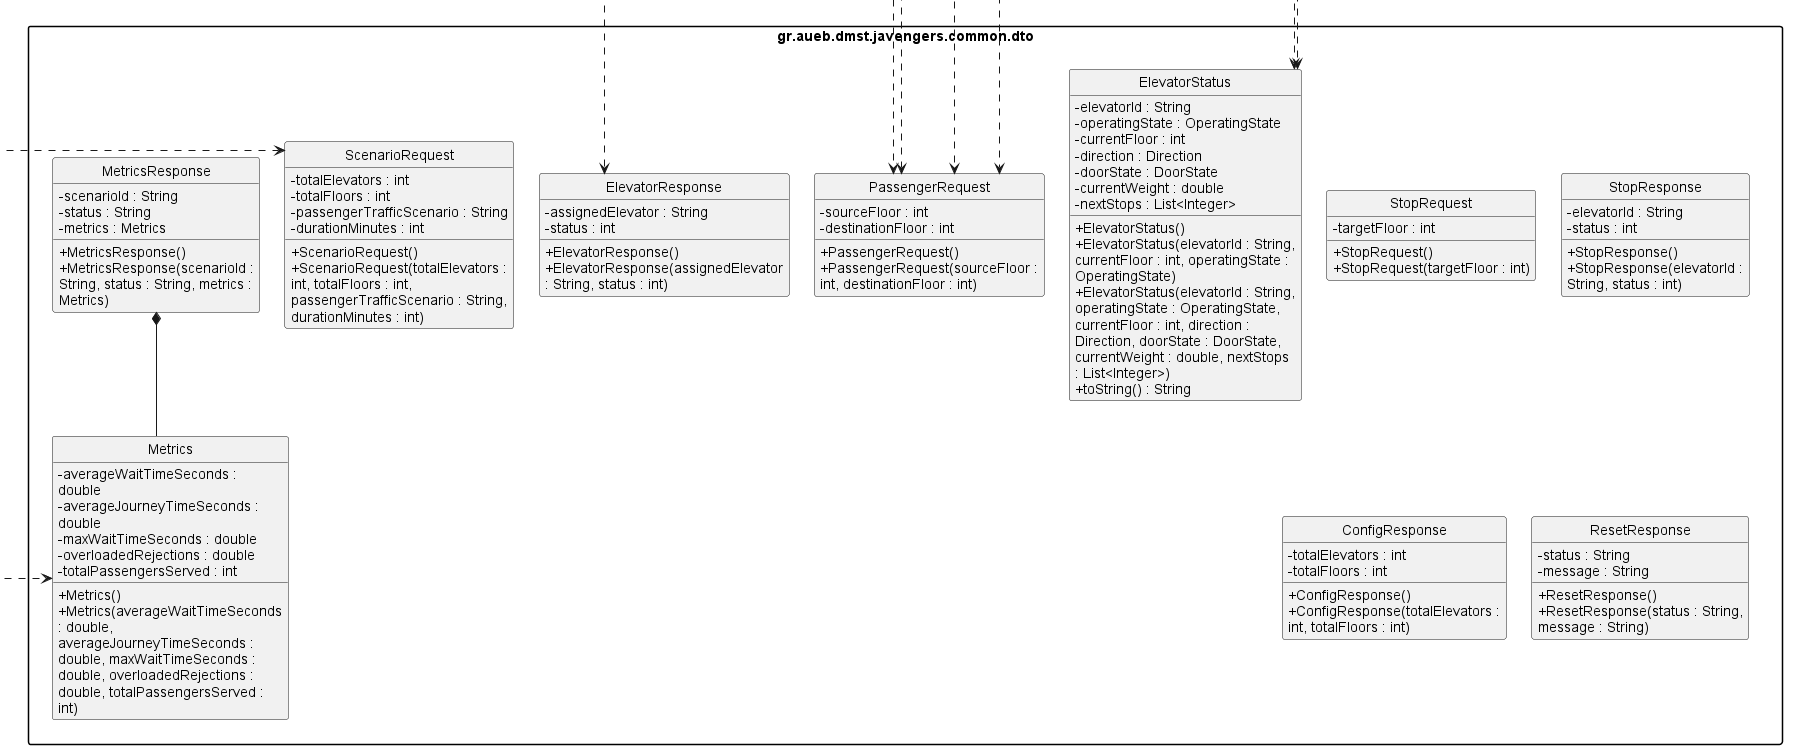 gr.aueb.dmst.javengers.common.dto
MetricsResponse
-scenarioId : String
-status : String
-metrics : Metrics
+MetricsResponse()
+MetricsResponse(scenarioId :
String, status : String, metrics :
Metrics)
ScenarioRequest
-totalElevators : int
-totalFloors : int
-passengerTrafficScenario : String
-durationMinutes : int
+ScenarioRequest()
+ScenarioRequest(totalElevators :
int, totalFloors : int,
passengerTrafficScenario : String,
durationMinutes : int)
ElevatorResponse
-assignedElevator : String
-status : int
+ElevatorResponse()
+ElevatorResponse(assignedElevator
: String, status : int)
PassengerRequest
-sourceFloor : int
-destinationFloor : int
+PassengerRequest()
+PassengerRequest(sourceFloor :
int, destinationFloor : int)
ElevatorStatus
-elevatorId : String
-operatingState : OperatingState
-currentFloor : int
-direction : Direction
-doorState : DoorState
-currentWeight : double
-nextStops : List<Integer>
+ElevatorStatus()
+ElevatorStatus(elevatorId : String,
currentFloor : int, operatingState :
OperatingState)
+ElevatorStatus(elevatorId : String,
operatingState : OperatingState,
currentFloor : int, direction :
Direction, doorState : DoorState,
currentWeight : double, nextStops
: List<Integer>)
+toString() : String
StopRequest
-targetFloor : int
+StopRequest()
+StopRequest(targetFloor : int)
StopResponse
-elevatorId : String
-status : int
+StopResponse()
+StopResponse(elevatorId :
String, status : int)
Metrics
-averageWaitTimeSeconds :
double
-averageJourneyTimeSeconds :
double
-maxWaitTimeSeconds : double
-overloadedRejections : double
-totalPassengersServed : int
+Metrics()
+Metrics(averageWaitTimeSeconds
: double,
averageJourneyTimeSeconds :
double, maxWaitTimeSeconds :
double, overloadedRejections :
double, totalPassengersServed :
int)
ConfigResponse
-totalElevators : int
-totalFloors : int
+ConfigResponse()
+ConfigResponse(totalElevators :
int, totalFloors : int)
ResetResponse
-status : String
-message : String
+ResetResponse()
+ResetResponse(status : String,
message : String)